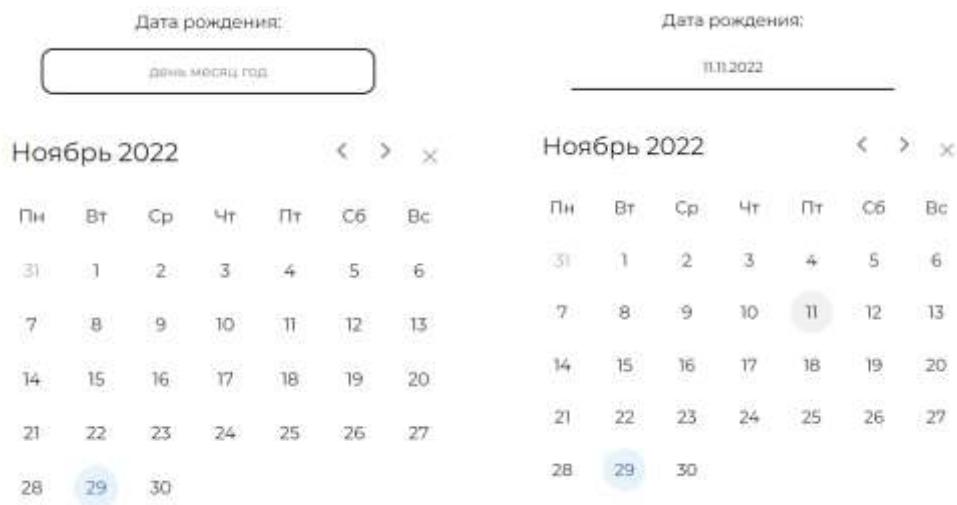 Дата рождения:
день месяц год
Ноябрь 2022
Пн Вт Ср Чт Пт Сб Вс
31 1 2 3 4 5 6
7 8 9 10 11 12 13
14 15 16 17 18 19 20
21 22 23 24 25 26 27
28 29 30
Дата рождения:
11.11.2022
Ноябрь 2022
Пн Вт Ср Чт Пт Сб Вс
31 1 2 3 4 5 6
7 8 9 10 11 12 13
14 15 16 17 18 19 20
21 22 23 24 25 26 27
28 29 30